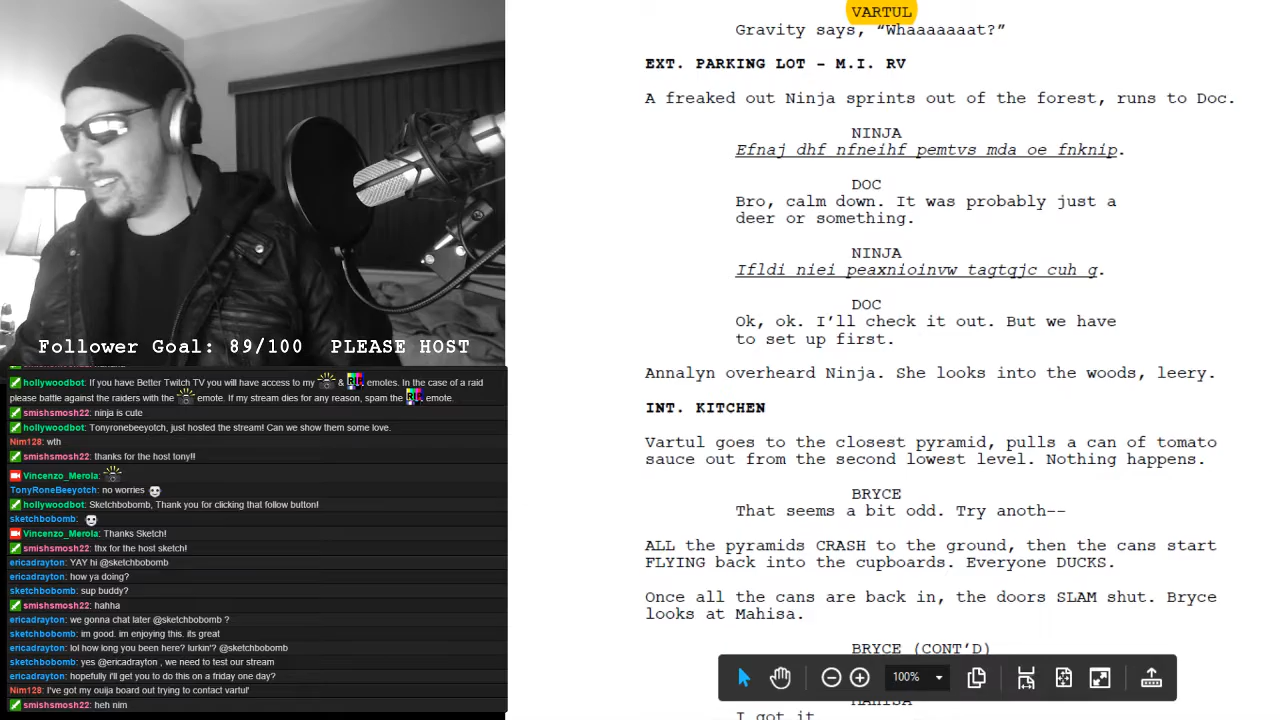 Follower Goal: 89/100 PLEASE HOST
hollywoodbot: If you have Better Twitch TV you will have access to my & emotes. In the case of a raid
please battle against the raiders with the emote. If my stream dies for any reason, spam the emote.
smishsmosh22: ninja is cute
hollywoodbot: Tonyronebeeyotch, just hosted the stream! Can we show them some love.
Nim128: wth
smishsmosh22: thanks for the host tony!!
Vincenzo_Merola:
TonyRoneBeeyotch: no worries
hollywoodbot: Sketchbobomb, Thank you for clicking that follow button!
sketchbobomb:
Vincenzo_Merola: Thanks Sketch!
smishsmosh22: thx for the host sketch!
ericadrayton: YAY hi @sketchbobomb
ericadrayton: how ya doing?
sketchbobomb: sup buddy?
smishsmosh22: hahha
ericadrayton: we gonna chat later @sketchbobomb ?
sketchbobomb: im good. im enjoying this. its great
ericadrayton: lol how long you been here? lurkin'? @sketchbobomb
sketchbobomb: yes @ericadrayton , we need to test our stream
ericadrayton: hopefully i'll get you to do this on a friday one day?
Nim128: I've got my ouija board out trying to contact vartul'
smishsmosh22: heh nim
VARTUL
Gravity says, “Whaaaaaaat?”
EXT. PARKING LOT - M.I. RV
A freaked out Ninja sprints out of the forest, runs to Doc.
NINJA
Efnaj dhf nfneihf pemtvs mda oe fnknip.
DOC
Bro, calm down. It was probably just a
deer or something.
NINJA
Ifldi niei peaxnioinvw tagtqjc cuh g.
DOC
Ok, ok. I’ll check it out. But we have
to set up first.
Annalyn overheard Ninja. She looks into the woods, leery.
INT. KITCHEN
Vartul goes to the closest pyramid, pulls a can of tomato
sauce out from the second lowest level. Nothing happens.
BRYCE
That seems a bit odd. Try anoth--
ALL the pyramids CRASH to the ground, then the cans start
FLYING back into the cupboards. Everyone DUCKS.
Once all the cans are back in, the doors SLAM shut. Bryce
looks at Mahisa.
BRYCE (CONT’D)
100%
MAHISA
I got it